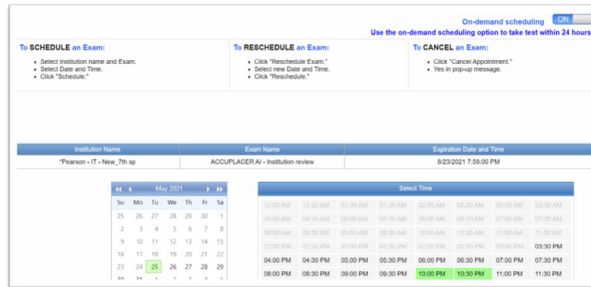 On-demand scheduling ON
Use the on-demand scheduling option to take test within 24 hours
To SCHEDULE an Exam:
• Select Institution name and Exam.
• Select Date and Time.
• Click "Schedule."
To RESCHEDULE an Exam:
• Click "Reschedule Exam."
• Select new Date and Time.
• Click "Reschedule."
To CANCEL an Exam:
• Click "Cancel Appointment."
• Yes in pop-up message.
Institution Name Exam Name Expiration Date and Time
*Pearson - IT - New_7th sp ACCUPLACER AI - Institution review 8/23/2021 7:59:00 PM
May 2021
Su Mo Tu We Th Fr Sa
25 26 27 28 29 30 1
2 3 4 5 6 7 8
9 10 11 12 13 14 15
16 17 18 19 20 21 22
23 24 25 26 27 28 29
30 31 1 2 3 4 5
Select Time
12:00 AM 12:30 AM 01:00 AM 01:30 AM 02:00 AM 02:30 AM 03:00 AM 03:30 AM
04:00 AM 04:30 AM 05:00 AM 05:30 AM 06:00 AM 06:30 AM 07:00 AM 07:30 AM
08:00 AM 08:30 AM 09:00 AM 09:30 AM 10:00 AM 10:30 AM 11:00 AM 11:30 AM
12:00 PM 12:30 PM 01:00 PM 01:30 PM 02:00 PM 02:30 PM 03:00 PM 03:30 PM
04:00 PM 04:30 PM 05:00 PM 05:30 PM 06:00 PM 06:30 PM 07:00 PM 07:30 PM
08:00 PM 08:30 PM 09:00 PM 09:30 PM 10:00 PM 10:30 PM 11:00 PM 11:30 PM